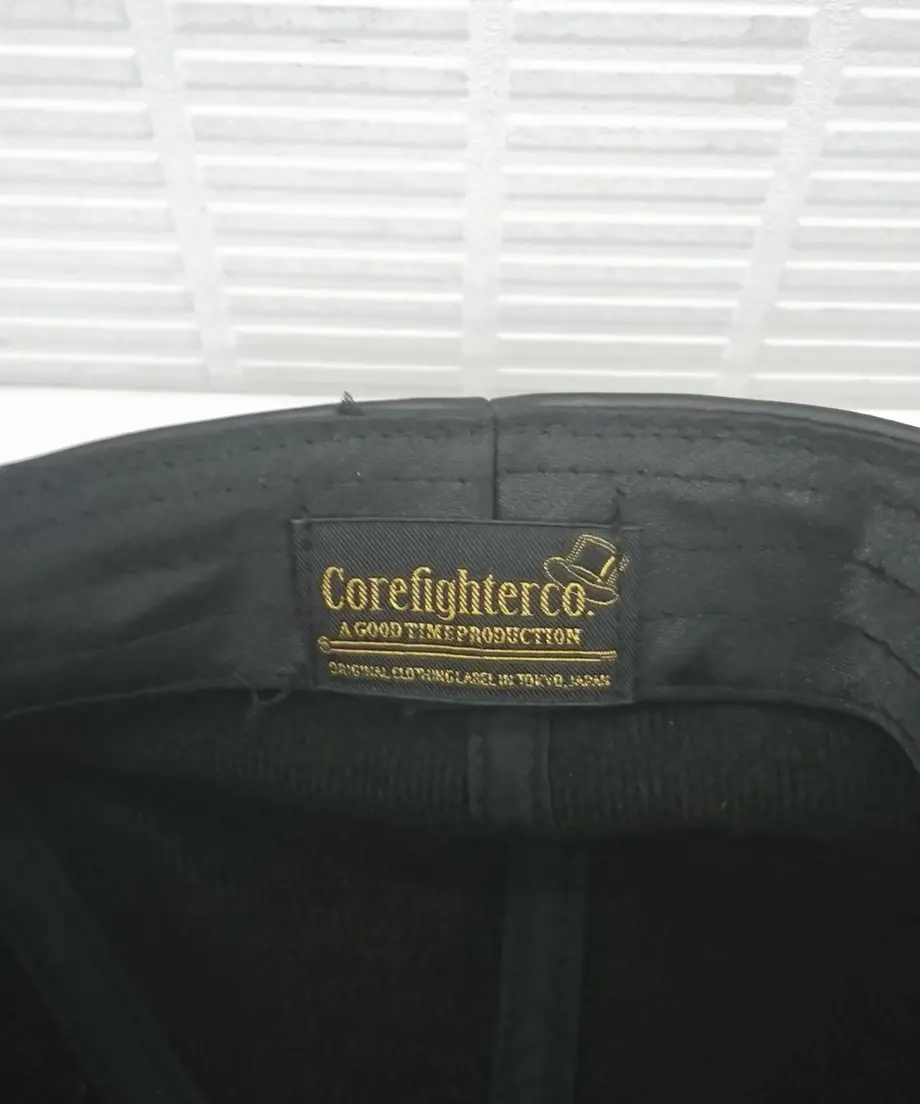 Corefighterco.
A GOOD TIME PRODUCTION
ORIGINAL CLOTHING LABEL IN TOKYO, JAPAN